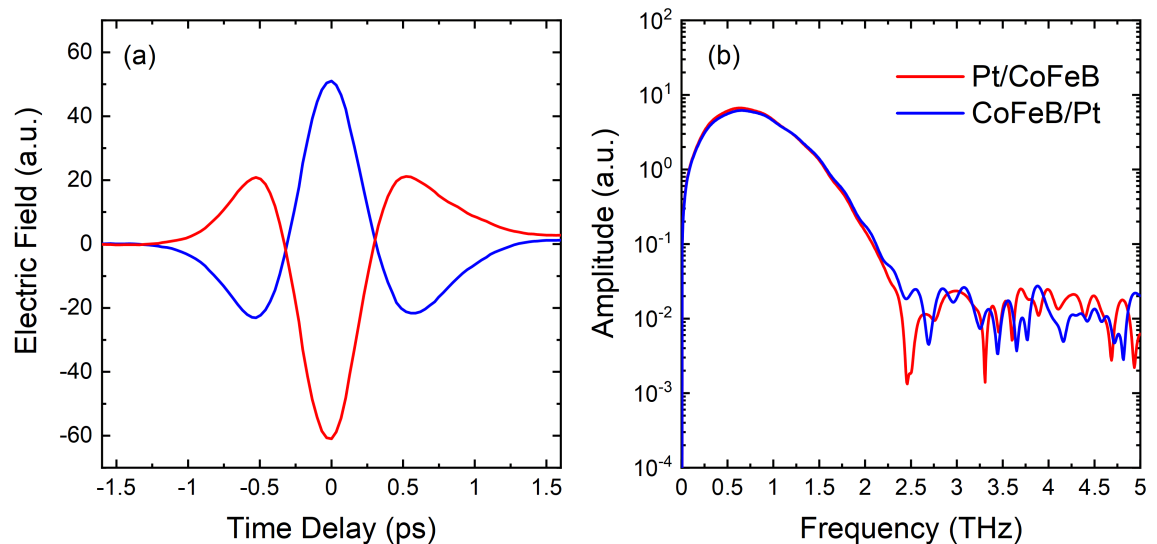 (a)
60
40
20
0
-20
-40
-60
-1.5 -1 -0.5 0 0.5 1 1.5
Electric Field (a.u.)
Time Delay (ps)
(b)
Pt/CoFeB
CoFeB/Pt
10²
10¹
10⁰
10⁻¹
10⁻²
10⁻³
10⁻⁴
0 0.5 1 1.5 2 2.5 3 3.5 4 4.5 5
Amplitude (a.u.)
Frequency (THz)